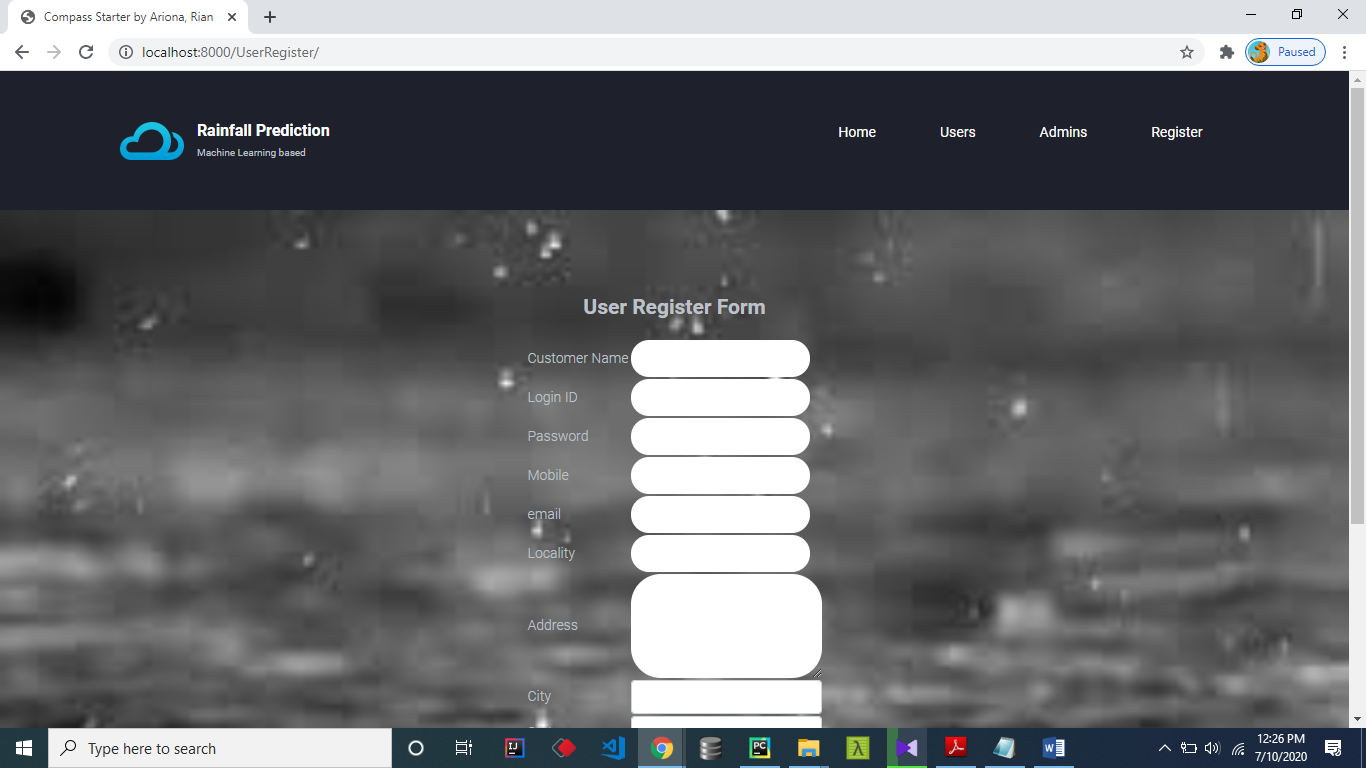 Compass Starter by Ariona, Rian
localhost:8000/UserRegister/
Paused
Rainfall Prediction
Machine Learning based
Home Users Admins Register
User Register Form
Customer Name
Login ID
Password
Mobile
email
Locality
Address
City
Type here to search
12:26 PM
7/10/2020